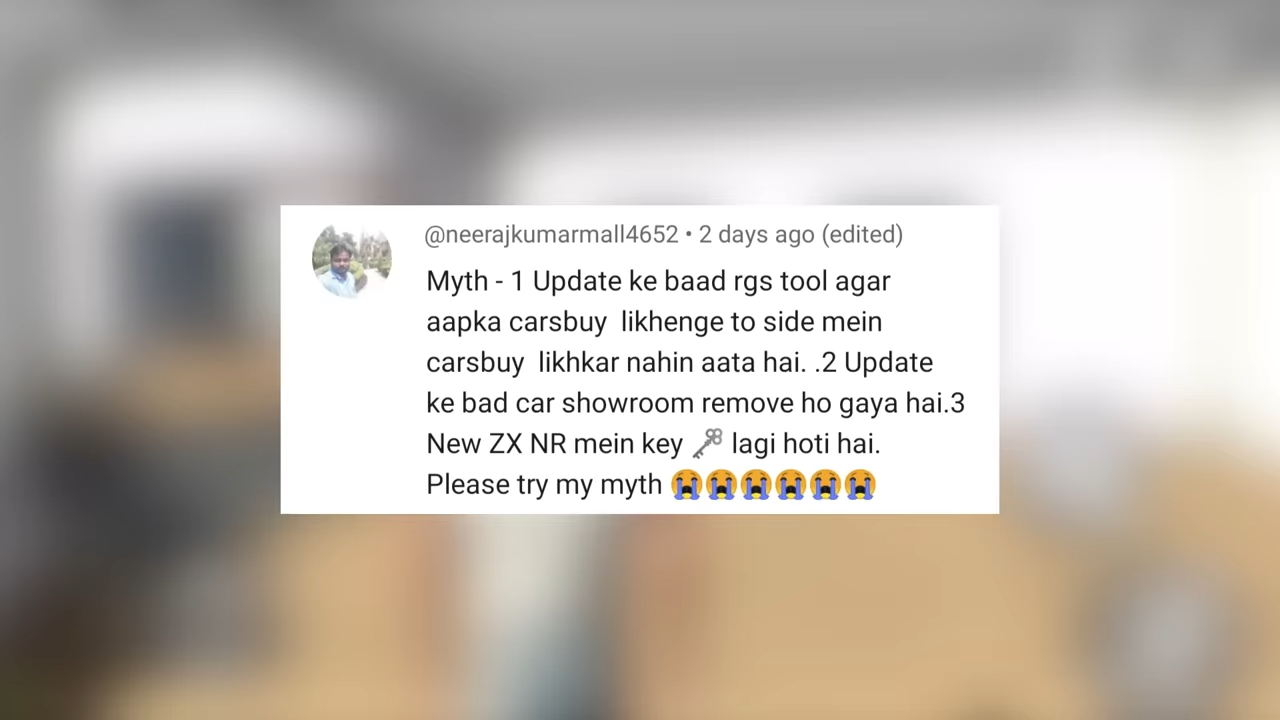 @neerajkumarmall4652 • 2 days ago (edited)
Myth - 1 Update ke baad rgs tool agar
aapka carsbuy likhenge to side mein
carsbuy likhkar nahin aata hai. .2 Update
ke bad car showroom remove ho gaya hai.3
New ZX NR mein key 🗝️ lagi hoti hai.
Please try my myth 😭😭😭😭😭😭